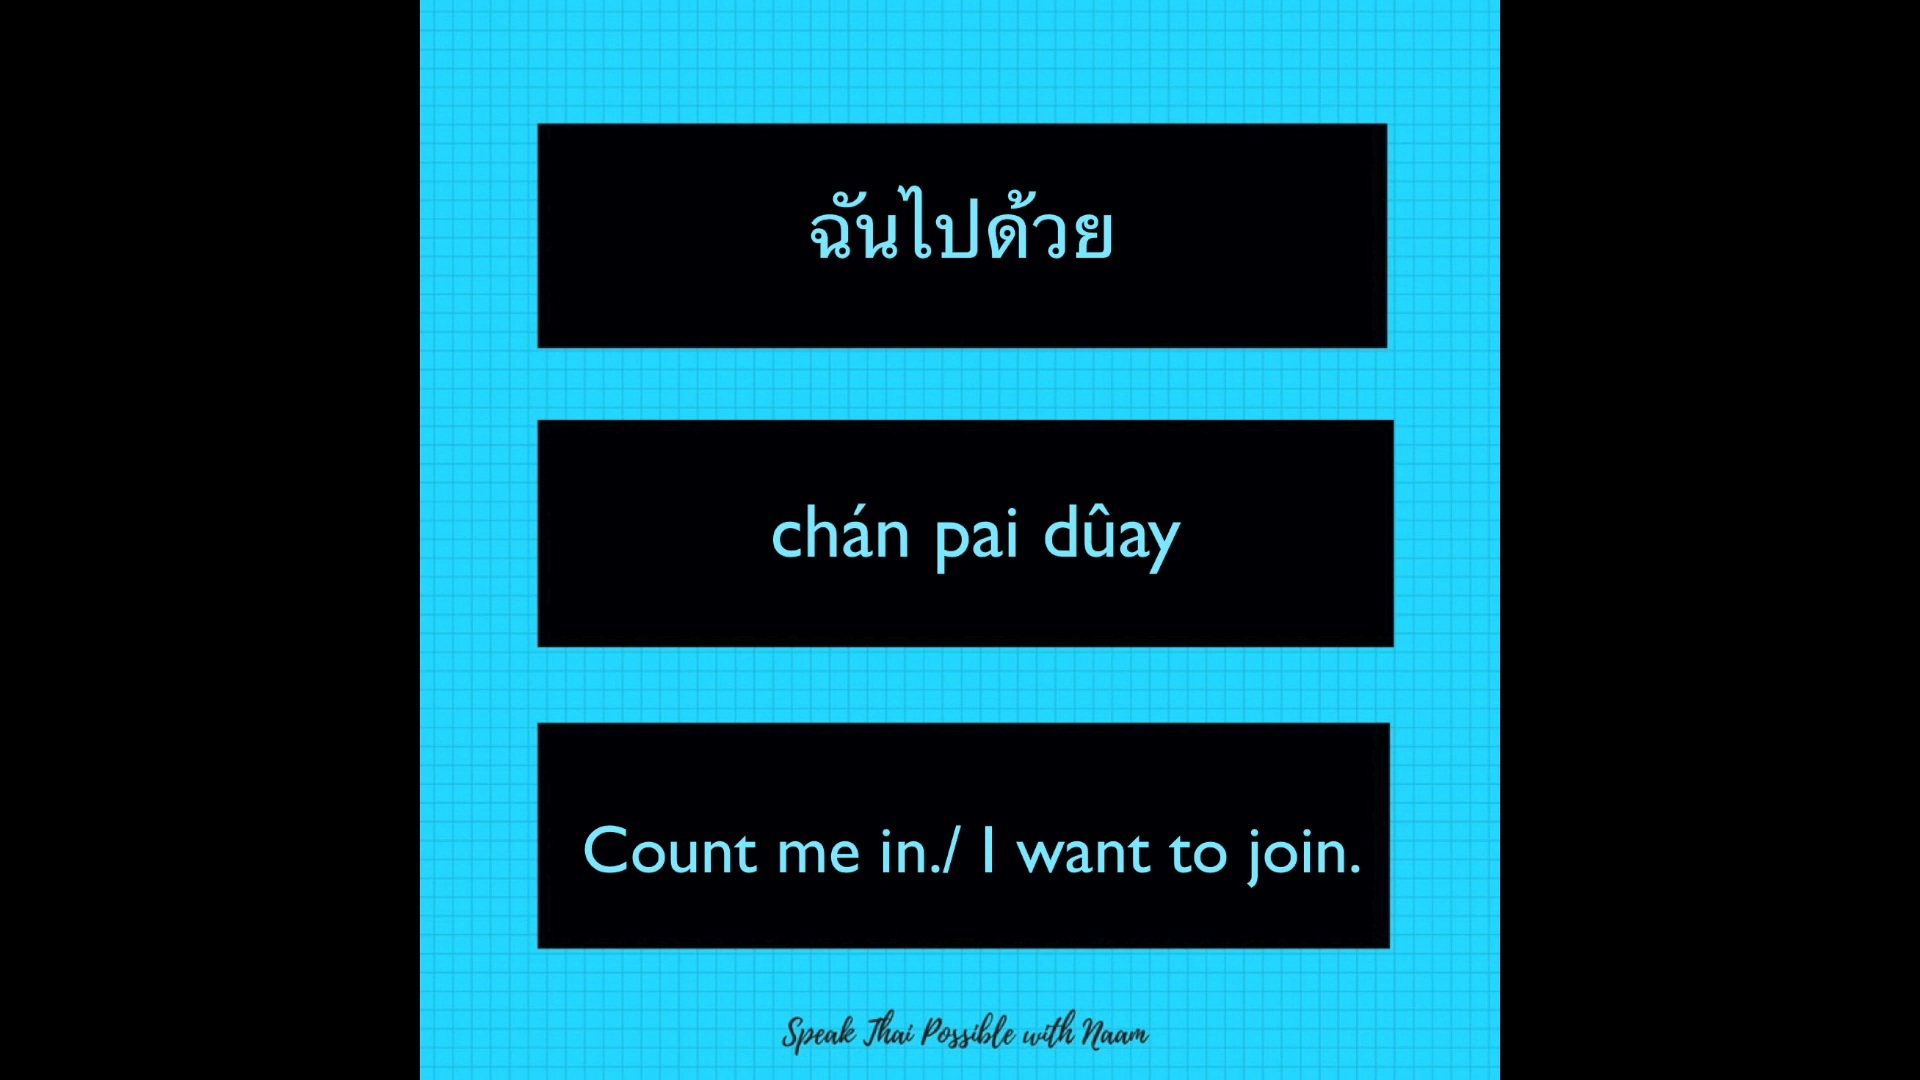 ฉันไปด้วย
chán pai dûay
Count me in./ I want to join.
Speak Thai Possible with Naam